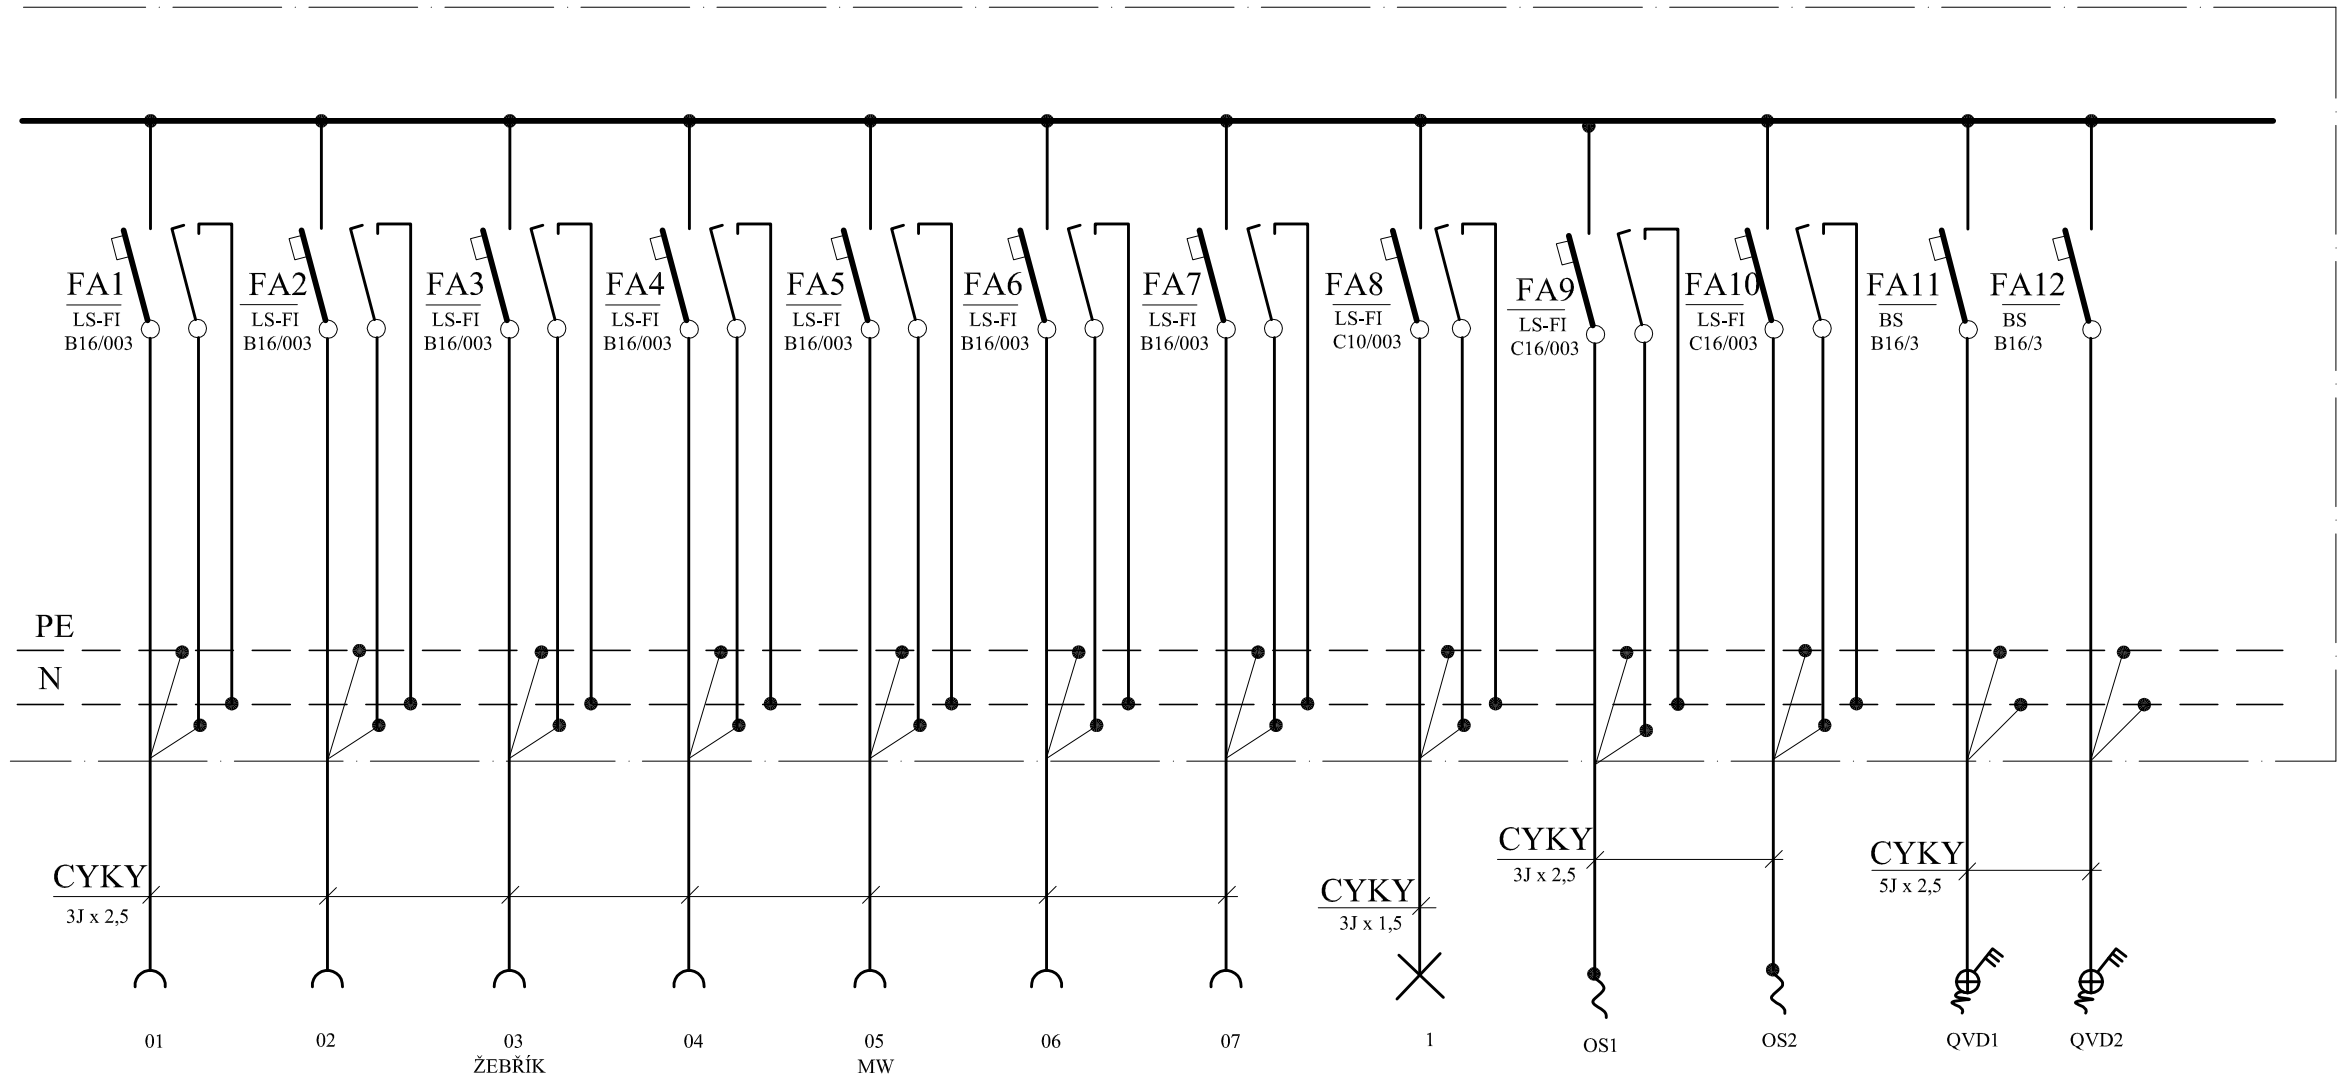 FA1
LS-FI
B16/003
FA2
LS-FI
B16/003
FA3
LS-FI
B16/003
FA4
LS-FI
B16/003
FA5
LS-FI
B16/003
FA6
LS-FI
B16/003
FA7
LS-FI
B16/003
FA8
LS-FI
C10/003
FA9
LS-FI
C16/003
FA10
LS-FI
C16/003
FA11
BS
B16/3
FA12
BS
B16/3
PE
N
CYKY
3J x 2,5
CYKY
3J x 1,5
CYKY
3J x 2,5
CYKY
5J x 2,5
01
02
03
ŽEBŘÍK
04
05
MW
06
07
1
OS1
OS2
QVD1
QVD2